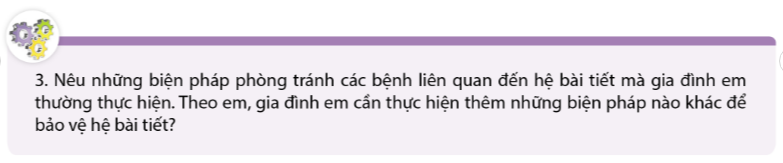 3. Nêu những biện pháp phòng tránh các bệnh liên quan đến hệ bài tiết mà gia đình em
thường thực hiện. Theo em, gia đình em cần thực hiện thêm những biện pháp nào khác để
bảo vệ hệ bài tiết?